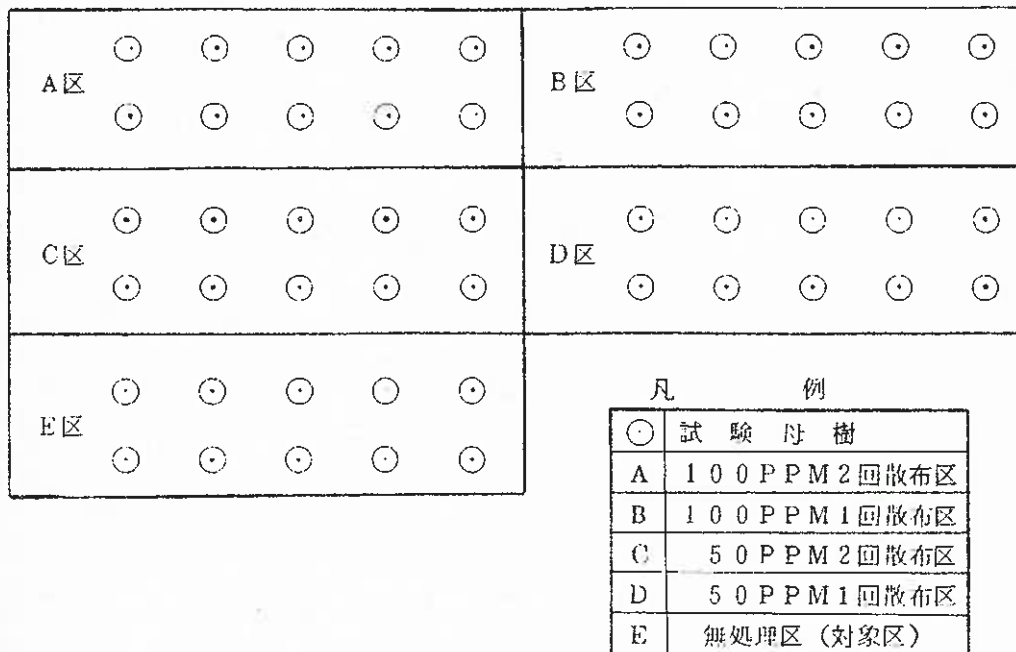 A区
B区
C区
D区
E区
凡 例
⊙ 試験母樹
A 100PPM2回散布区
B 100PPM1回散布区
C 50PPM2回散布区
D 50PPM1回散布区
E 無処理区(対象区)